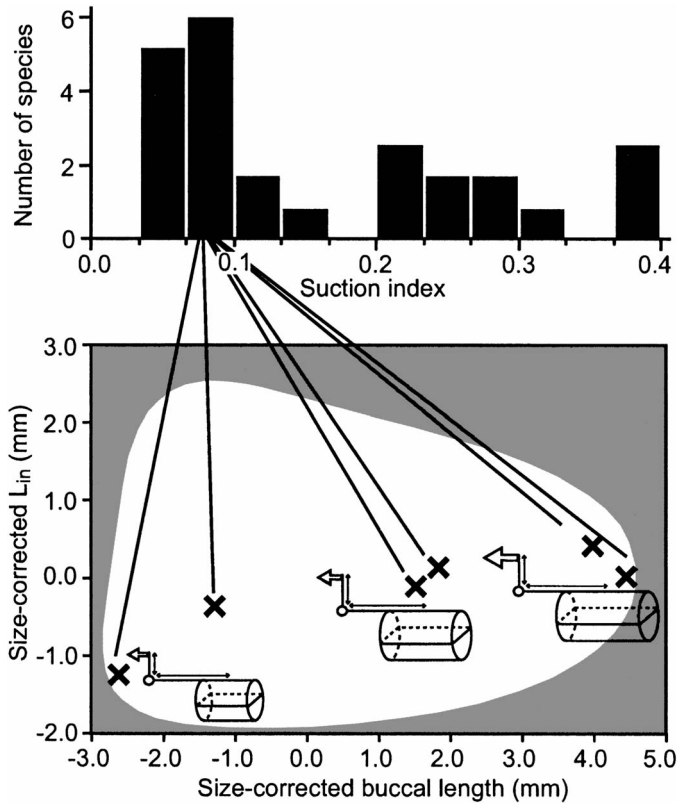 Number of species
6
4
2
0
0.0 0.1 0.2 0.3 0.4
Suction index
Size-corrected Lin (mm)
3.0
2.0
1.0
0.0
-1.0
-2.0
-3.0 -2.0 -1.0 0.0 1.0 2.0 3.0 4.0 5.0
Size-corrected buccal length (mm)